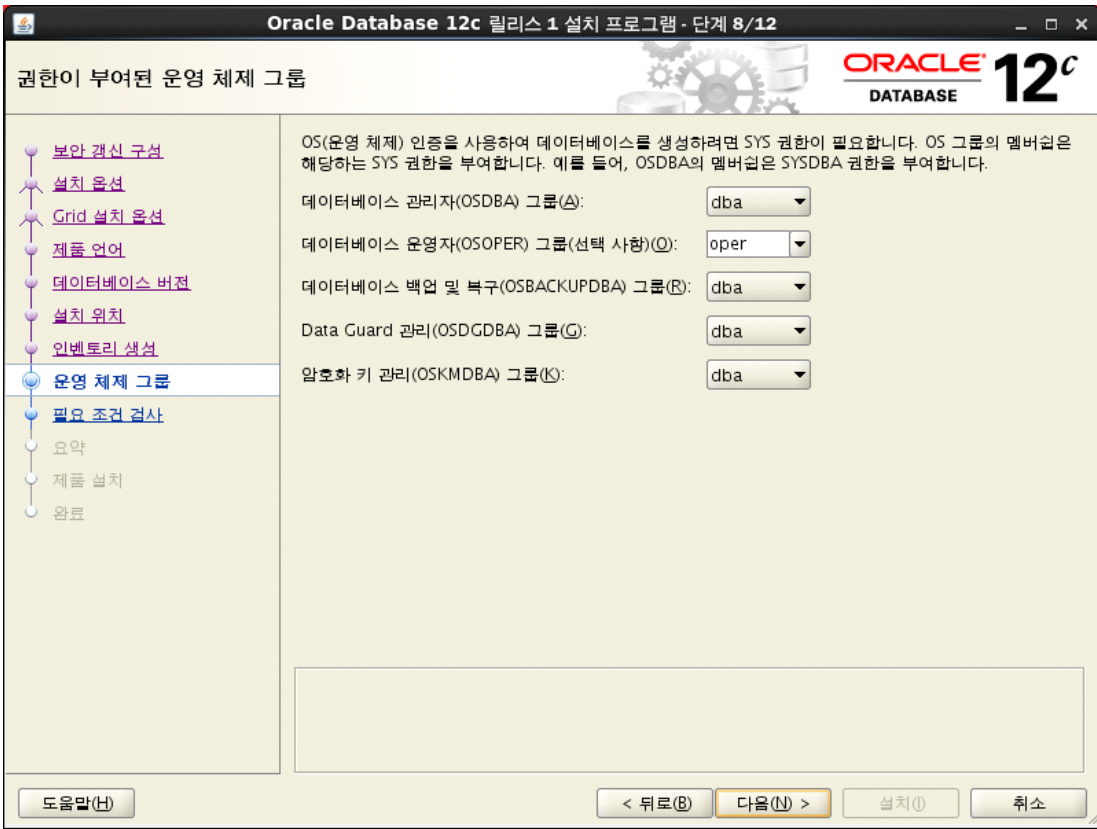 Oracle Database 12c 릴리스 1 설치 프로그램 - 단계 8/12
권한이 부여된 운영 체제 그룹
ORACLE
DATABASE
12c
보안 갱신 구성
설치 옵션
Grid 설치 옵션
제품 언어
데이터베이스 버전
설치 위치
인벤토리 생성
운영 체제 그룹
필요 조건 검사
요약
제품 설치
완료
OS(운영 체제) 인증을 사용하여 데이터베이스를 생성하려면 SYS 권한이 필요합니다. OS 그룹의 멤버쉽은
해당하는 SYS 권한을 부여합니다. 예를 들어, OSDBA의 멤버쉽은 SYSDBA 권한을 부여합니다.
데이터베이스 관리자(OSDBA) 그룹(A): dba
데이터베이스 운영자(OSOPER) 그룹(선택 사항)(O): oper
데이터베이스 백업 및 복구(OSBACKUPDBA) 그룹(R): dba
Data Guard 관리(OSDGDBA) 그룹(G): dba
암호화 키 관리(OSKMDBA) 그룹(K): dba
도움말(H) < 뒤로(B) 다음(N) > 설치(I) 취소